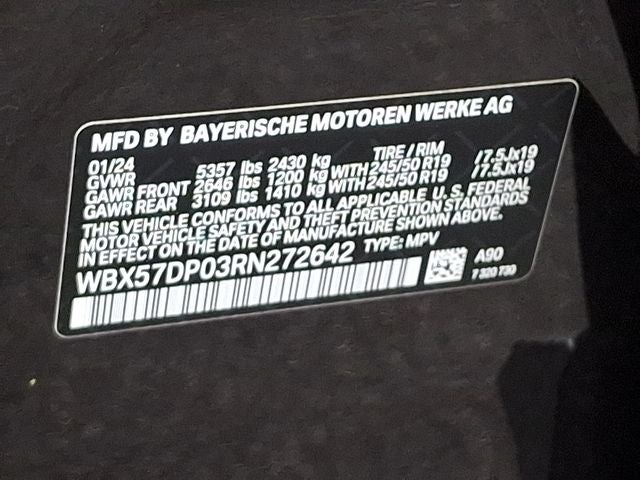 MFD BY BAYERISCHE MOTOREN WERKE AG
01/24 TIRE / RIM
GVWR 5357 lbs 2430 kg
GAWR FRONT 2646 lbs 1200 kg WITH 245/50 R19 /7.5Jx19
GAWR REAR 3109 lbs 1410 kg WITH 245/50 R19 /7.5Jx19
THIS VEHICLE CONFORMS TO ALL APPLICABLE U.S. FEDERAL
MOTOR VEHICLE SAFETY AND THEFT PREVENTION STANDARDS
IN EFFECT ON THE DATE OF MANUFACTURE SHOWN ABOVE.
WBX57DP03RN272642 TYPE: MPV
A90
7 320 730